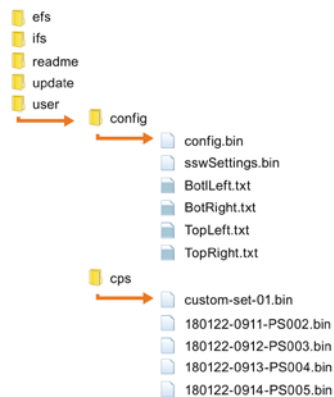 efs
ifs
readme
update
user
config
config.bin
sswSettings.bin
BotlLeft.txt
BotRight.txt
TopLeft.txt
TopRight.txt
cps
custom-set-01.bin
180122-0911-PS002.bin
180122-0912-PS003.bin
180122-0913-PS004.bin
180122-0914-PS005.bin